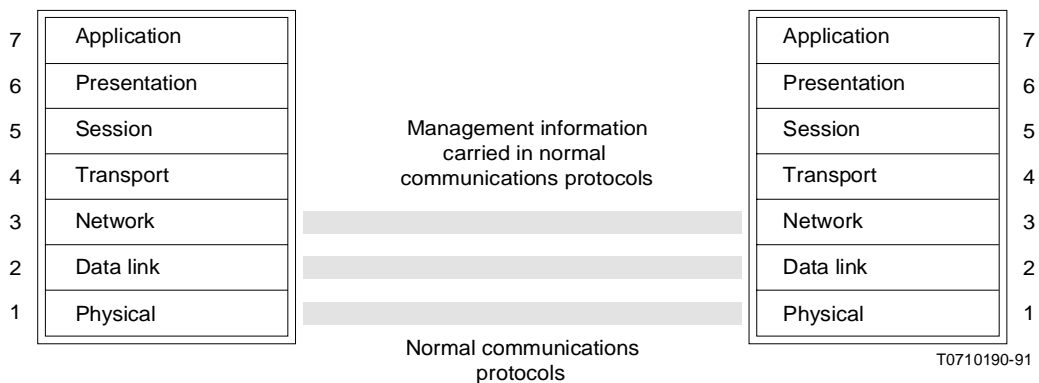 7 Application Application 7
6 Presentation Presentation 6
5 Session Session 5
Management information
carried in normal
communications protocols
4 Transport Transport 4
3 Network Network 3
2 Data link Data link 2
1 Physical Physical 1
Normal communications
protocols
T0710190-91